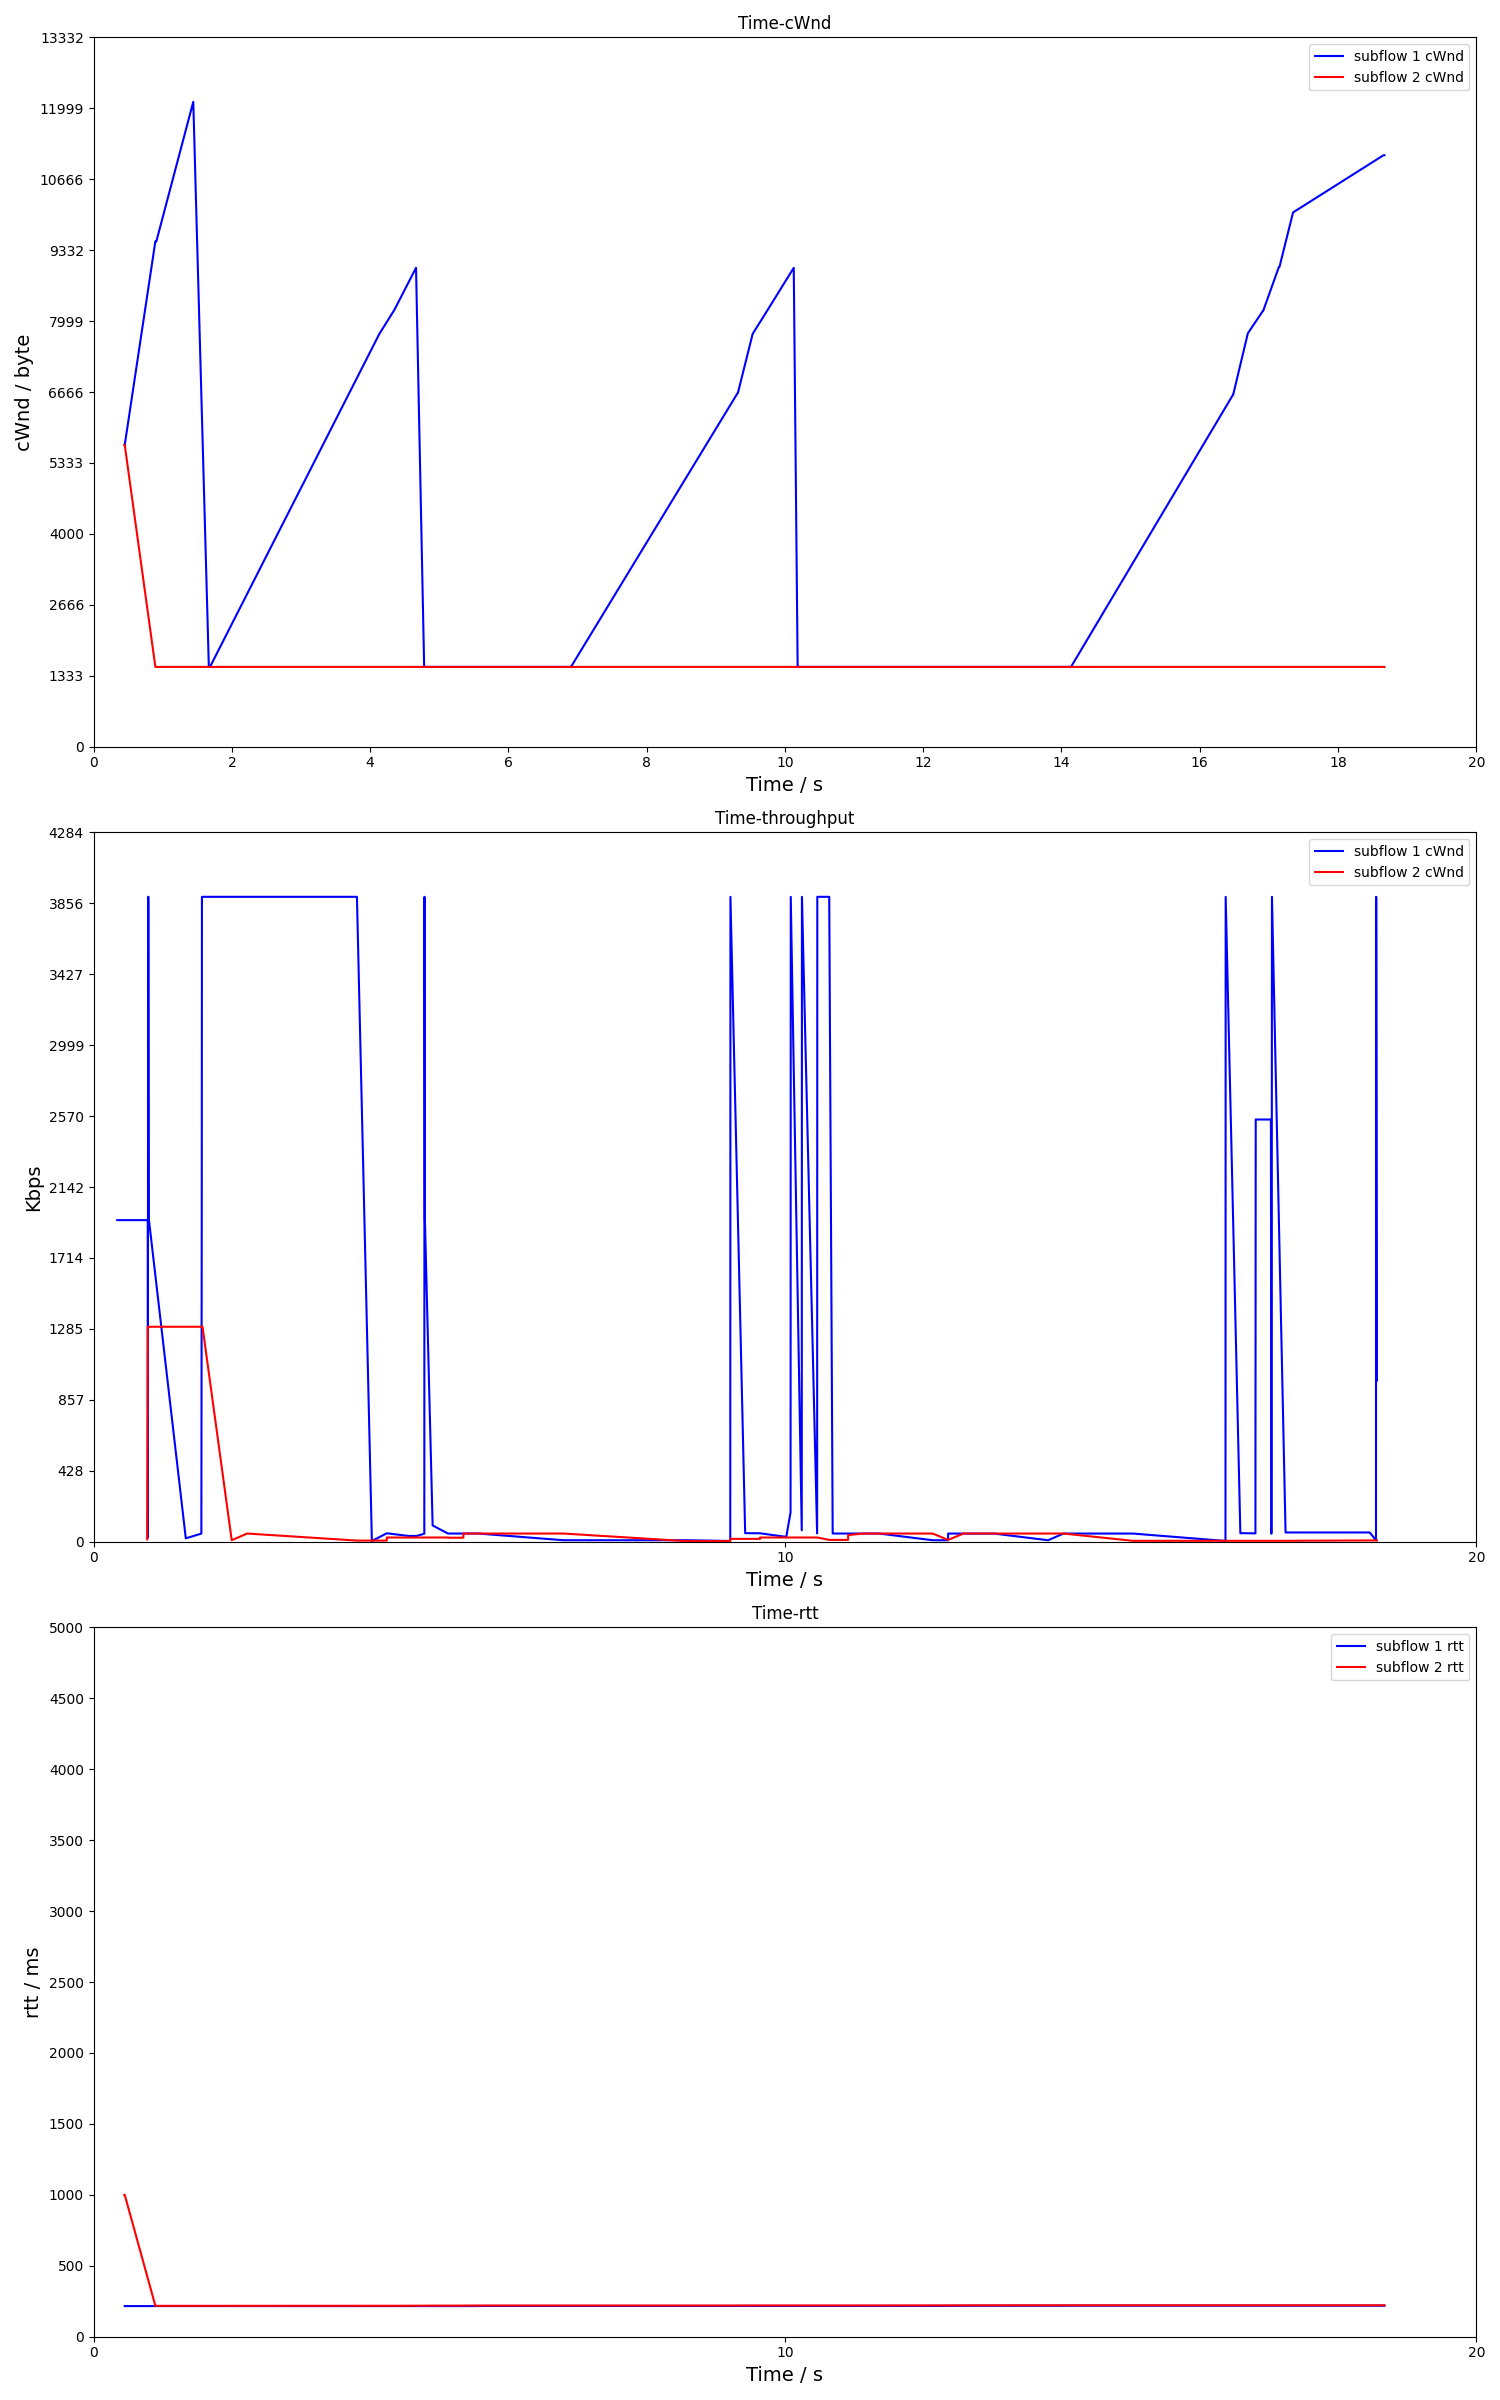 Time-cWnd
subflow 1 cWnd
subflow 2 cWnd
13332
11999
10666
9332
7999
6666
5333
4000
2666
1333
0
cWnd / byte
0 2 4 6 8 10 12 14 16 18 20
Time / s
Time-throughput
subflow 1 cWnd
subflow 2 cWnd
4284
3856
3427
2999
2570
2142
1714
1285
857
428
0
Kbps
0 10 20
Time / s
Time-rtt
subflow 1 rtt
subflow 2 rtt
5000
4500
4000
3500
3000
2500
2000
1500
1000
500
0
rtt / ms
0 10 20
Time / s